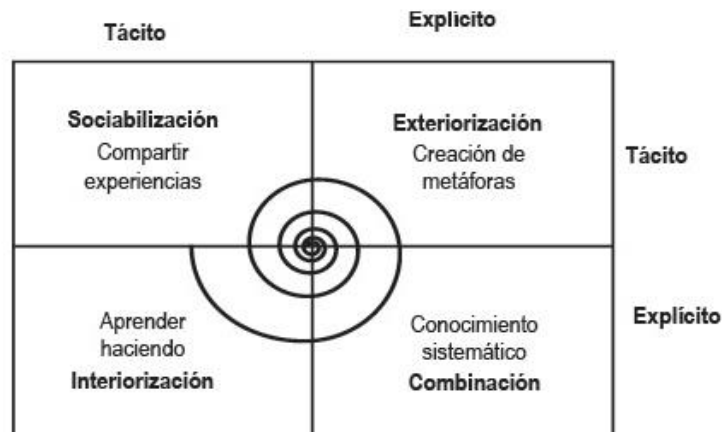 Tácito
Explícito
Sociabilización
Compartir
experiencias
Exteriorización
Creación de
metáforas
Tácito
Aprender
haciendo
Interiorización
Conocimiento
sistemático
Combinación
Explícito